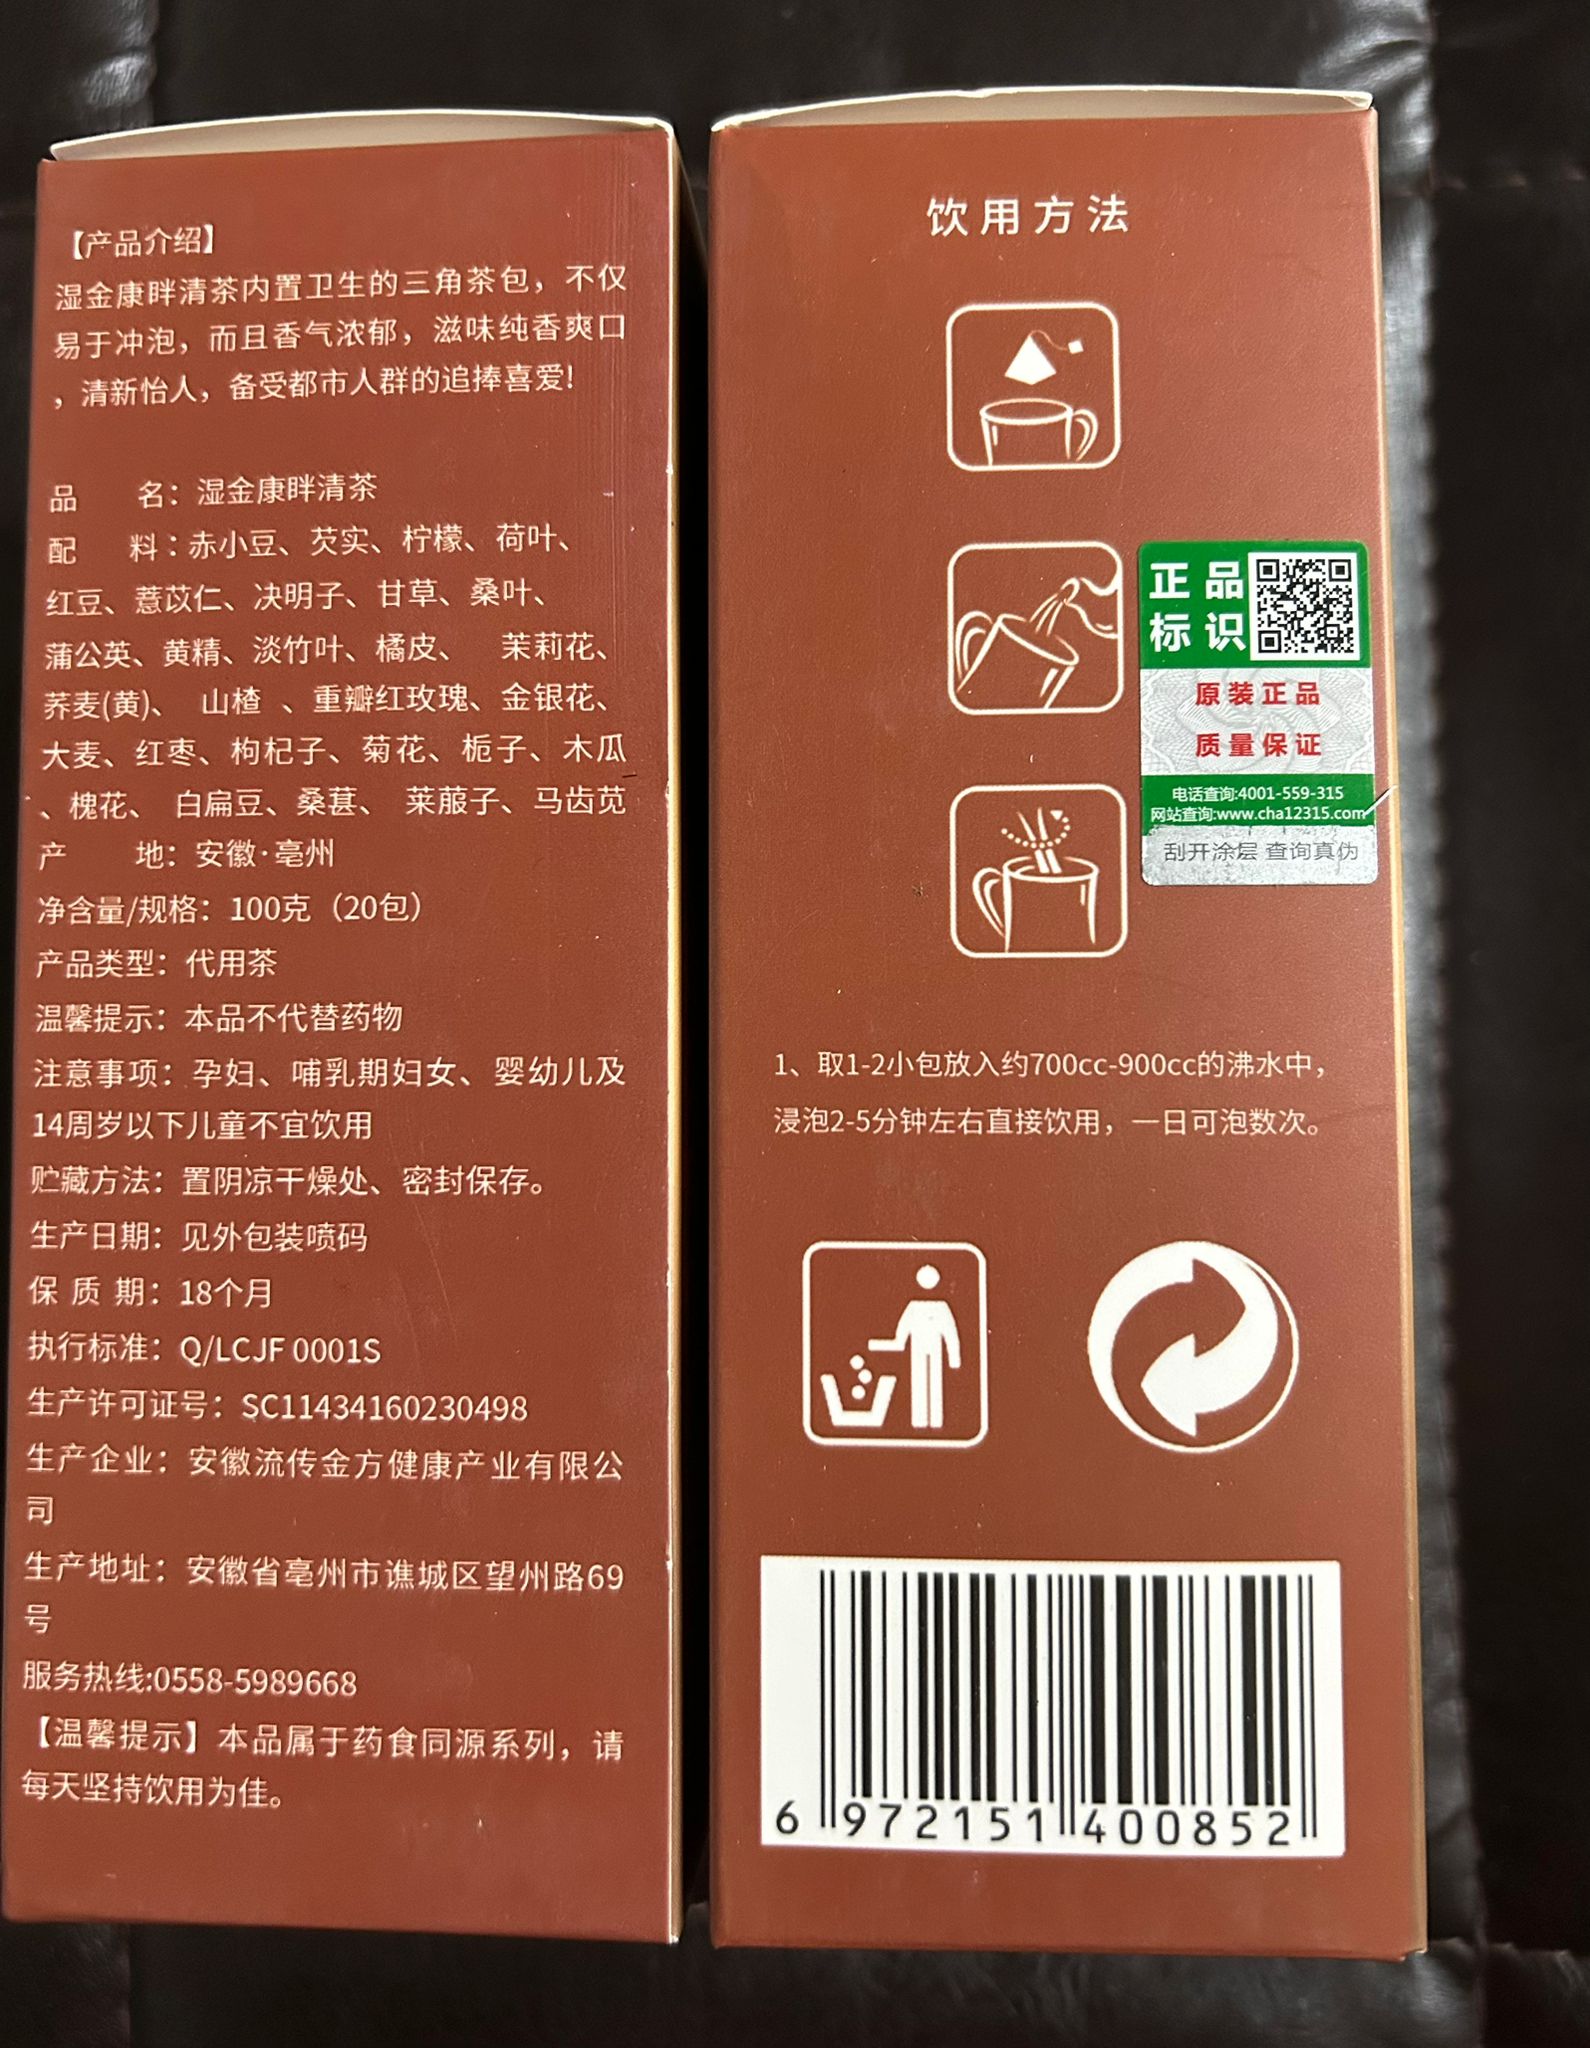 【产品介绍】
湿金康畔清茶内置卫生的三角茶包，不仅
易于冲泡，而且香气浓郁，滋味纯香爽口
，清新怡人，备受都市人群的追捧喜爱!
品 名：湿金康畔清茶
配 料：赤小豆、芡实、柠檬、荷叶、
红豆、薏苡仁、决明子、甘草、桑叶、
蒲公英、黄精、淡竹叶、橘皮、 茉莉花、
荞麦(黄)、 山楂 、重瓣红玫瑰、金银花、
大麦、红枣、枸杞子、菊花、栀子、木瓜
、槐花、 白扁豆、桑葚、 莱菔子、马齿苋
产 地：安徽·亳州
净含量/规格：100克（20包）
产品类型：代用茶
温馨提示：本品不代替药物
注意事项：孕妇、哺乳期妇女、婴幼儿及
14周岁以下儿童不宜饮用
贮藏方法：置阴凉干燥处、密封保存。
生产日期：见外包装喷码
保 质 期：18个月
执行标准：Q/LCJF 0001S
生产许可证号：SC11434160230498
生产企业：安徽流传金方健康产业有限公
司
生产地址：安徽省亳州市谯城区望州路69
号
服务热线:0558-5989668
【温馨提示】本品属于药食同源系列，请
每天坚持饮用为佳。
饮用方法
正品
标识
原装正品
质量保证
电话查询:4001-559-315
网站查询:www.cha12315.com
刮开涂层 查询真伪
1、取1-2小包放入约700cc-900cc的沸水中，
浸泡2-5分钟左右直接饮用，一日可泡数次。
6 972151 400852